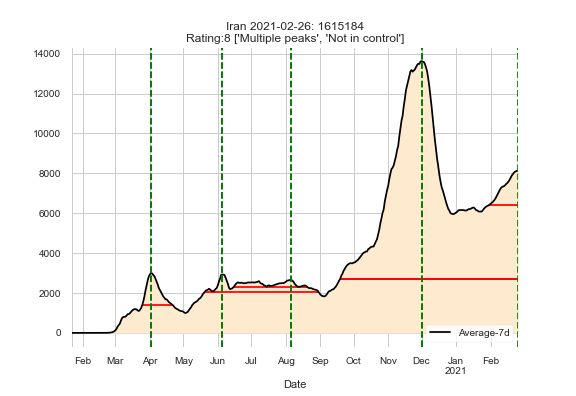 Iran 2021-02-26: 1615184
Rating:8 ['Multiple peaks', 'Not in control']
14000
12000
10000
8000
6000
4000
2000
0
Average-7d
Feb Mar Apr May Jun Jul Aug Sep Oct Nov Dec Jan Feb
2021
Date